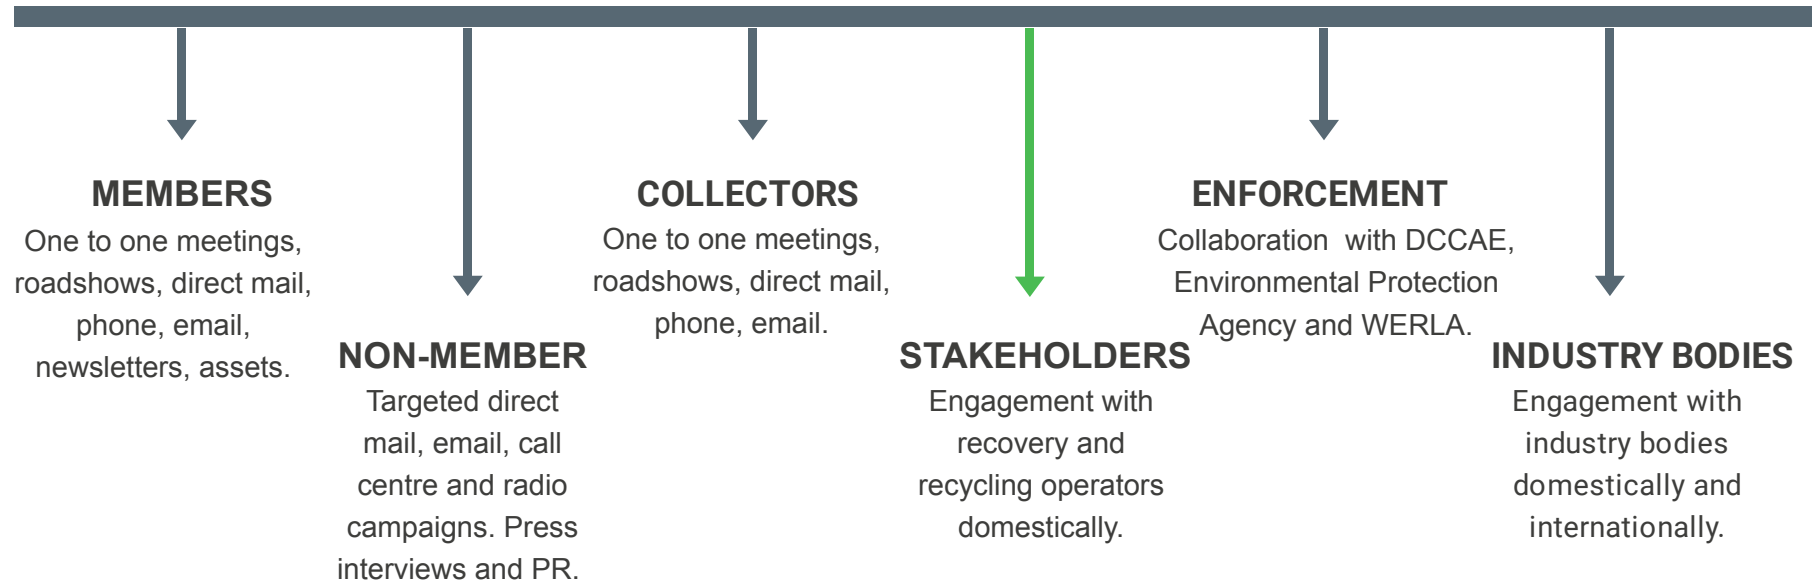 MEMBERS
One to one meetings,
roadshows, direct mail,
phone, email,
newsletters, assets.
NON-MEMBER
Targeted direct
mail, email, call
centre and radio
campaigns. Press
interviews and PR.
COLLECTORS
One to one meetings,
roadshows, direct mail,
phone, email.
STAKEHOLDERS
Engagement with
recovery and
recycling operators
domestically.
ENFORCEMENT
Collaboration with DCCAE,
Environmental Protection
Agency and WERLA.
INDUSTRY BODIES
Engagement with
industry bodies
domestically and
internationally.